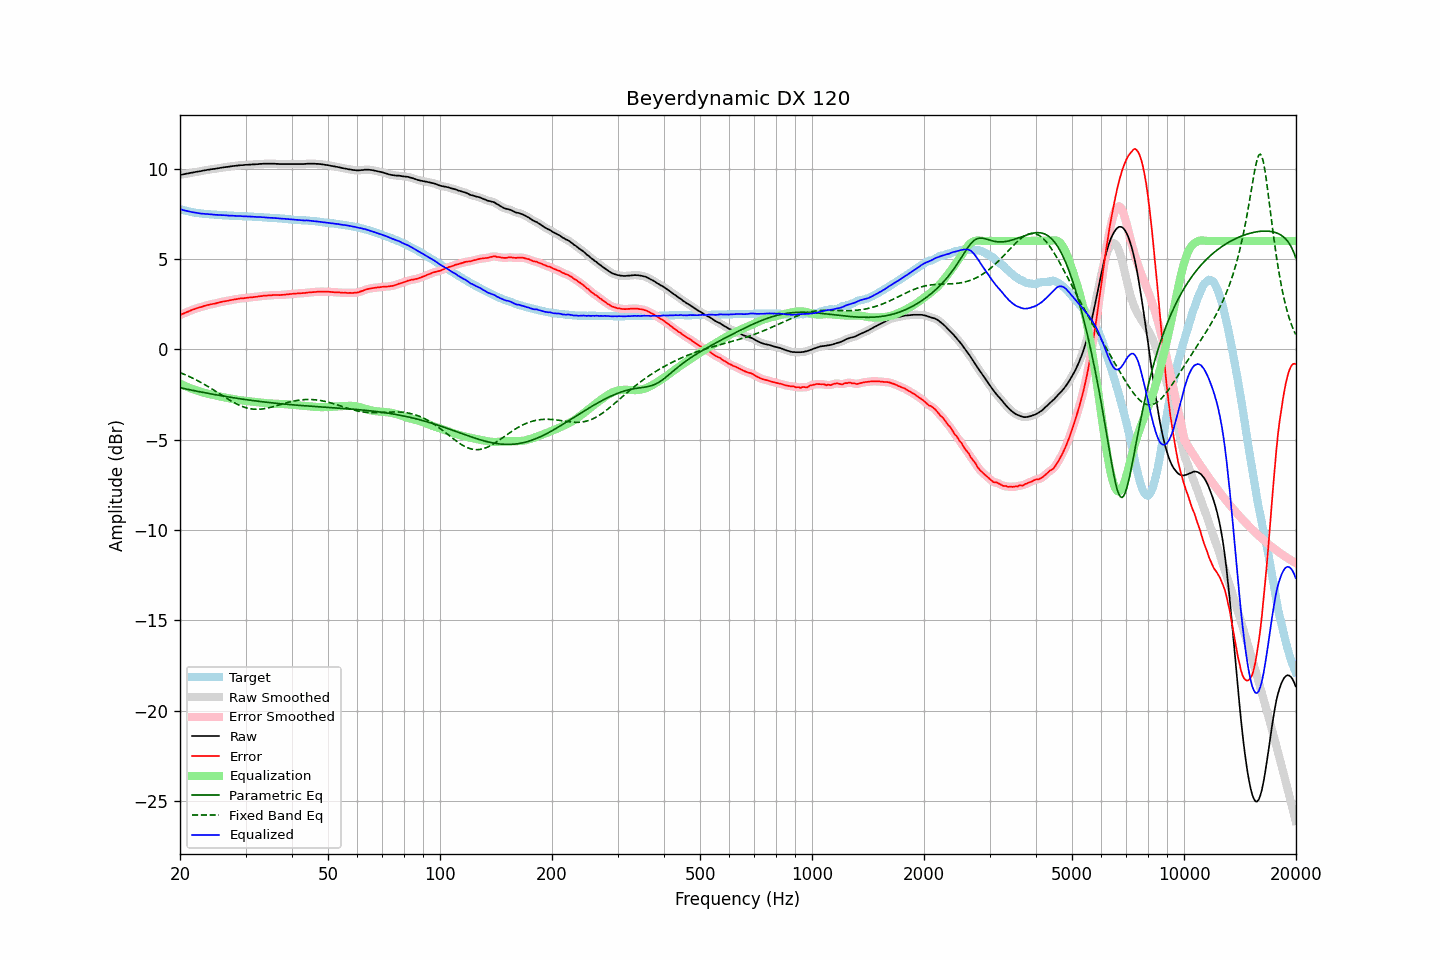 Beyerdynamic DX 120
Amplitude (dBr)
10
5
0
−5
−10
−15
−20
−25
Target
Raw Smoothed
Error Smoothed
Raw
Error
Equalization
Parametric Eq
Fixed Band Eq
Equalized
20 50 100 200 500 1000 2000 5000 10000 20000
Frequency (Hz)